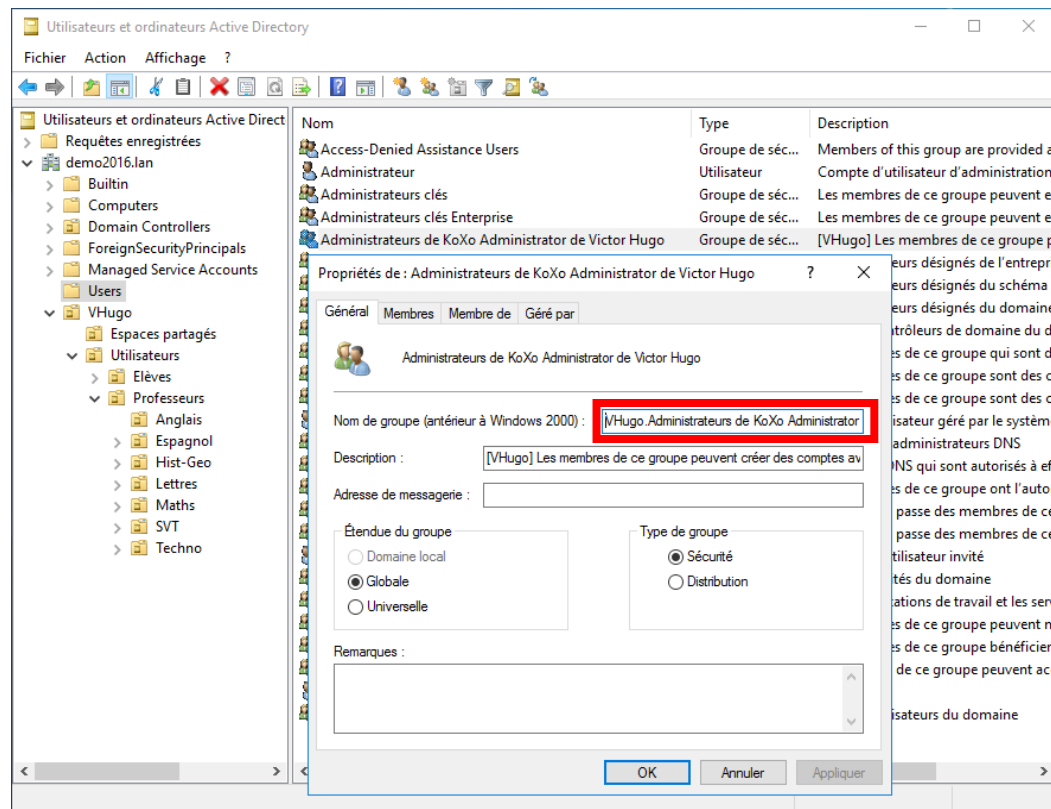 Utilisateurs et ordinateurs Active Directory
Fichier Action Affichage ?
Utilisateurs et ordinateurs Active Direct
Requêtes enregistrées
demo2016.lan
Builtin
Computers
Domain Controllers
ForeignSecurityPrincipals
Managed Service Accounts
Users
VHugo
Espaces partagés
Utilisateurs
Elèves
Professeurs
Anglais
Espagnol
Hist-Geo
Lettres
Maths
SVT
Techno
Nom Type Description
Access-Denied Assistance Users Groupe de séc... Members of this group are provided a
Administrateur Utilisateur Compte d'utilisateur d'administration
Administrateurs clés Groupe de séc... Les membres de ce groupe peuvent e
Administrateurs clés Enterprise Groupe de séc... Les membres de ce groupe peuvent e
Administrateurs de KoXo Administrator de Victor Hugo Groupe de séc... [VHugo] Les membres de ce groupe p
eurs désignés de l'entrepri
eurs désignés du schéma
eurs désignés du domaine
ntrôleurs de domaine du d
es de ce groupe qui sont d
es de ce groupe sont des c
es de ce groupe sont des c
isateur géré par le système
administrateurs DNS
NS qui sont autorisés à ef
es de ce groupe ont l'autor
passe des membres de ce
passe des membres de ce
tilisateur invité
tés du domaine
ations de travail et les serv
es de ce groupe peuvent n
es de ce groupe bénéficier
de ce groupe peuvent ac
isateurs du domaine
Propriétés de : Administrateurs de KoXo Administrator de Victor Hugo ?
Général Membres Membre de Géré par
Administrateurs de KoXo Administrator de Victor Hugo
Nom de groupe (antérieur à Windows 2000) : VHugo.Administrateurs de KoXo Administrator
Description : [VHugo] Les membres de ce groupe peuvent créer des comptes av
Adresse de messagerie :
Étendue du groupe
Domaine local
Globale
Universelle
Type de groupe
Sécurité
Distribution
Remarques :
OK Annuler Appliquer